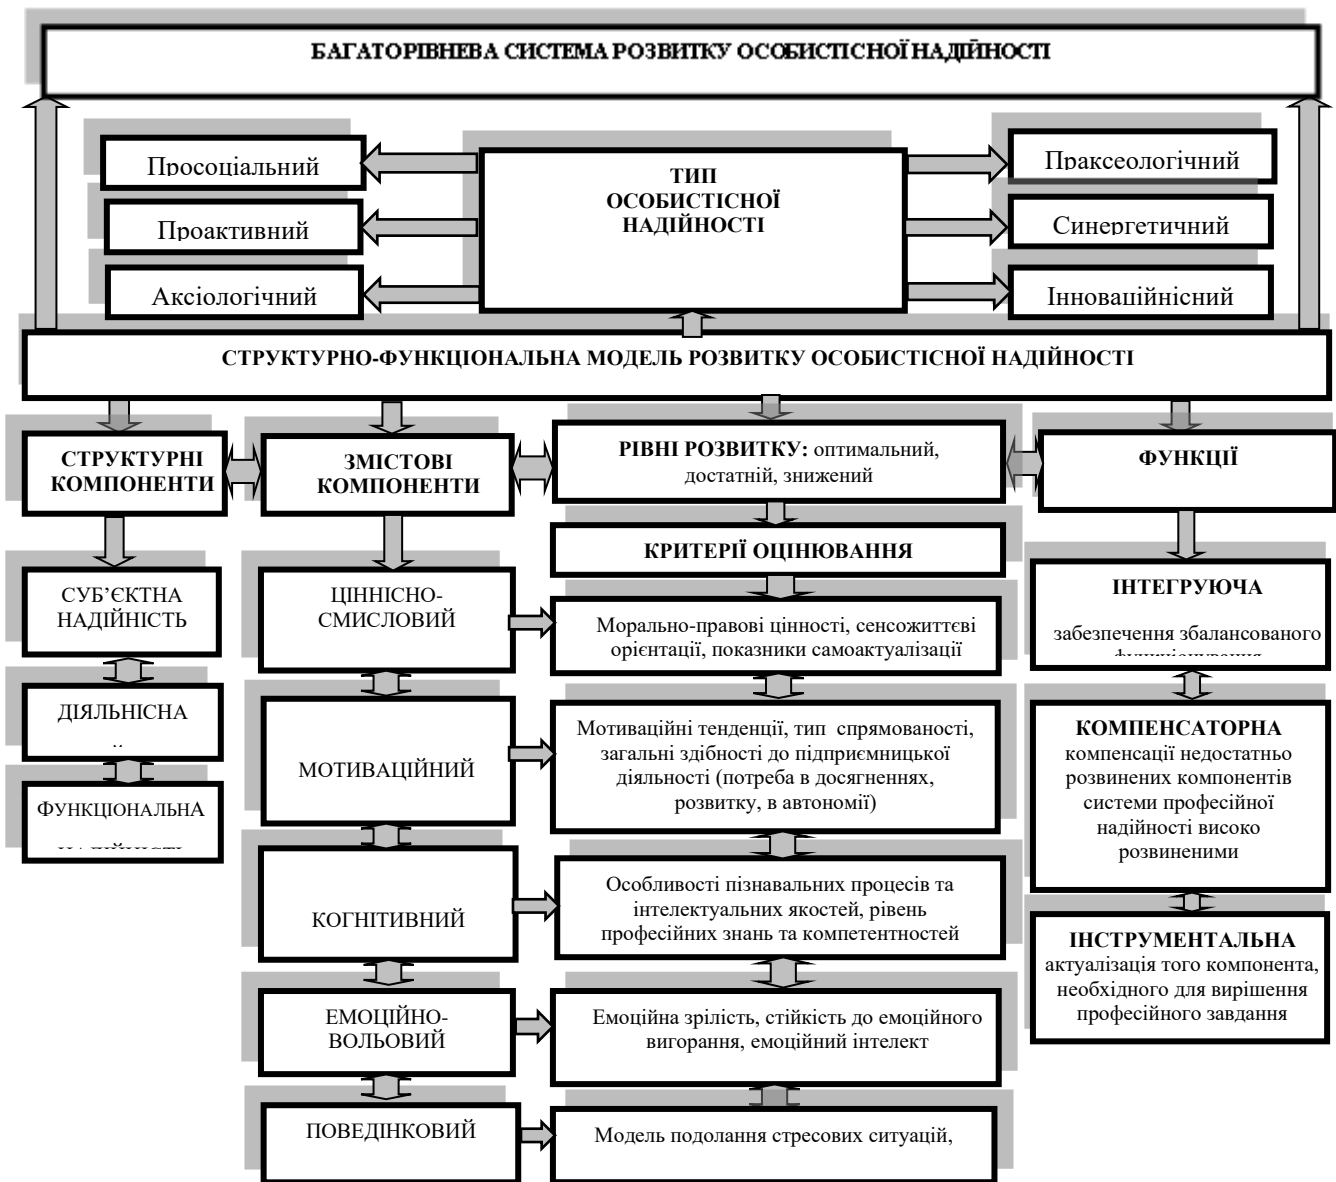 БАГАТОРІВНЕВА СИСТЕМА РОЗВИТКУ ОСОБИСТІСНОЇ НАДІЙНОСТІ
Просоціальний
Проактивний
Аксіологічний
ТИП
ОСОБИСТІСНОЇ
НАДІЙНОСТІ
Праксеологічний
Синергетичний
Інноваційнісний
СТРУКТУРНО-ФУНКЦІОНАЛЬНА МОДЕЛЬ РОЗВИТКУ ОСОБИСТІСНОЇ НАДІЙНОСТІ
СТРУКТУРНІ
КОМПОНЕНТИ
ЗМІСТОВІ
КОМПОНЕНТИ
РІВНІ РОЗВИТКУ: оптимальний,
достатній, знижений
ФУНКЦІЇ
КРИТЕРІЇ ОЦІНЮВАННЯ
СУБ’ЄКТНА
НАДІЙНІСТЬ
ДІЯЛЬНІСНА
ФУНКЦІОНАЛЬНА
ЦІННІСНО-
СМИСЛОВИЙ
МОТИВАЦІЙНИЙ
КОГНІТИВНИЙ
ЕМОЦІЙНО-
ВОЛЬОВИЙ
ПОВЕДІНКОВИЙ
Морально-правові цінності, сенсожиттєві
орієнтації, показники самоактуалізації
Мотиваційні тенденції, тип спрямованості,
загальні здібності до підприємницької
діяльності (потреба в досягненнях,
розвитку, в автономії)
Особливості пізнавальних процесів та
інтелектуальних якостей, рівень
професійних знань та компетентностей
Емоційна зрілість, стійкість до емоційного
вигорання, емоційний інтелект
Модель подолання стресових ситуацій,
ІНТЕГРУЮЧА
забезпечення збалансованого
КОМПЕНСАТОРНА
компенсації недостатньо
розвинених компонентів
системи професійної
надійності високо
розвиненими
ІНСТРУМЕНТАЛЬНА
актуалізація того компонента,
необхідного для вирішення
професійного завдання